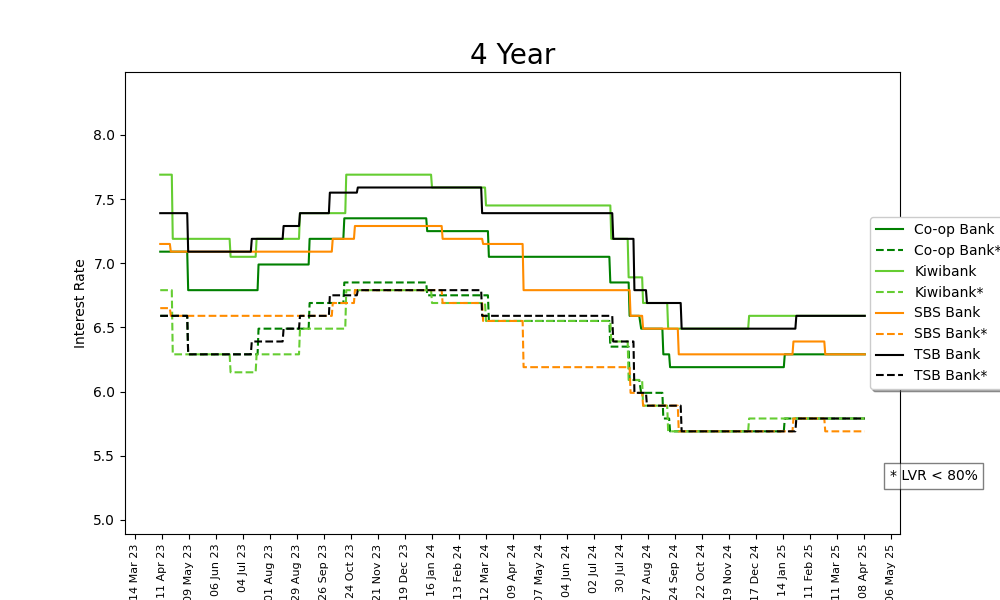 4 Year
Interest Rate
8.0
7.5
7.0
6.5
6.0
5.5
5.0
Co-op Bank
Co-op Bank*
Kiwibank
Kiwibank*
SBS Bank
SBS Bank*
TSB Bank
TSB Bank*
* LVR < 80%
14 Mar 23
11 Apr 23
09 May 23
06 Jun 23
04 Jul 23
01 Aug 23
29 Aug 23
26 Sep 23
24 Oct 23
21 Nov 23
19 Dec 23
16 Jan 24
13 Feb 24
12 Mar 24
09 Apr 24
07 May 24
04 Jun 24
02 Jul 24
30 Jul 24
27 Aug 24
24 Sep 24
22 Oct 24
19 Nov 24
17 Dec 24
14 Jan 25
11 Feb 25
11 Mar 25
08 Apr 25
06 May 25